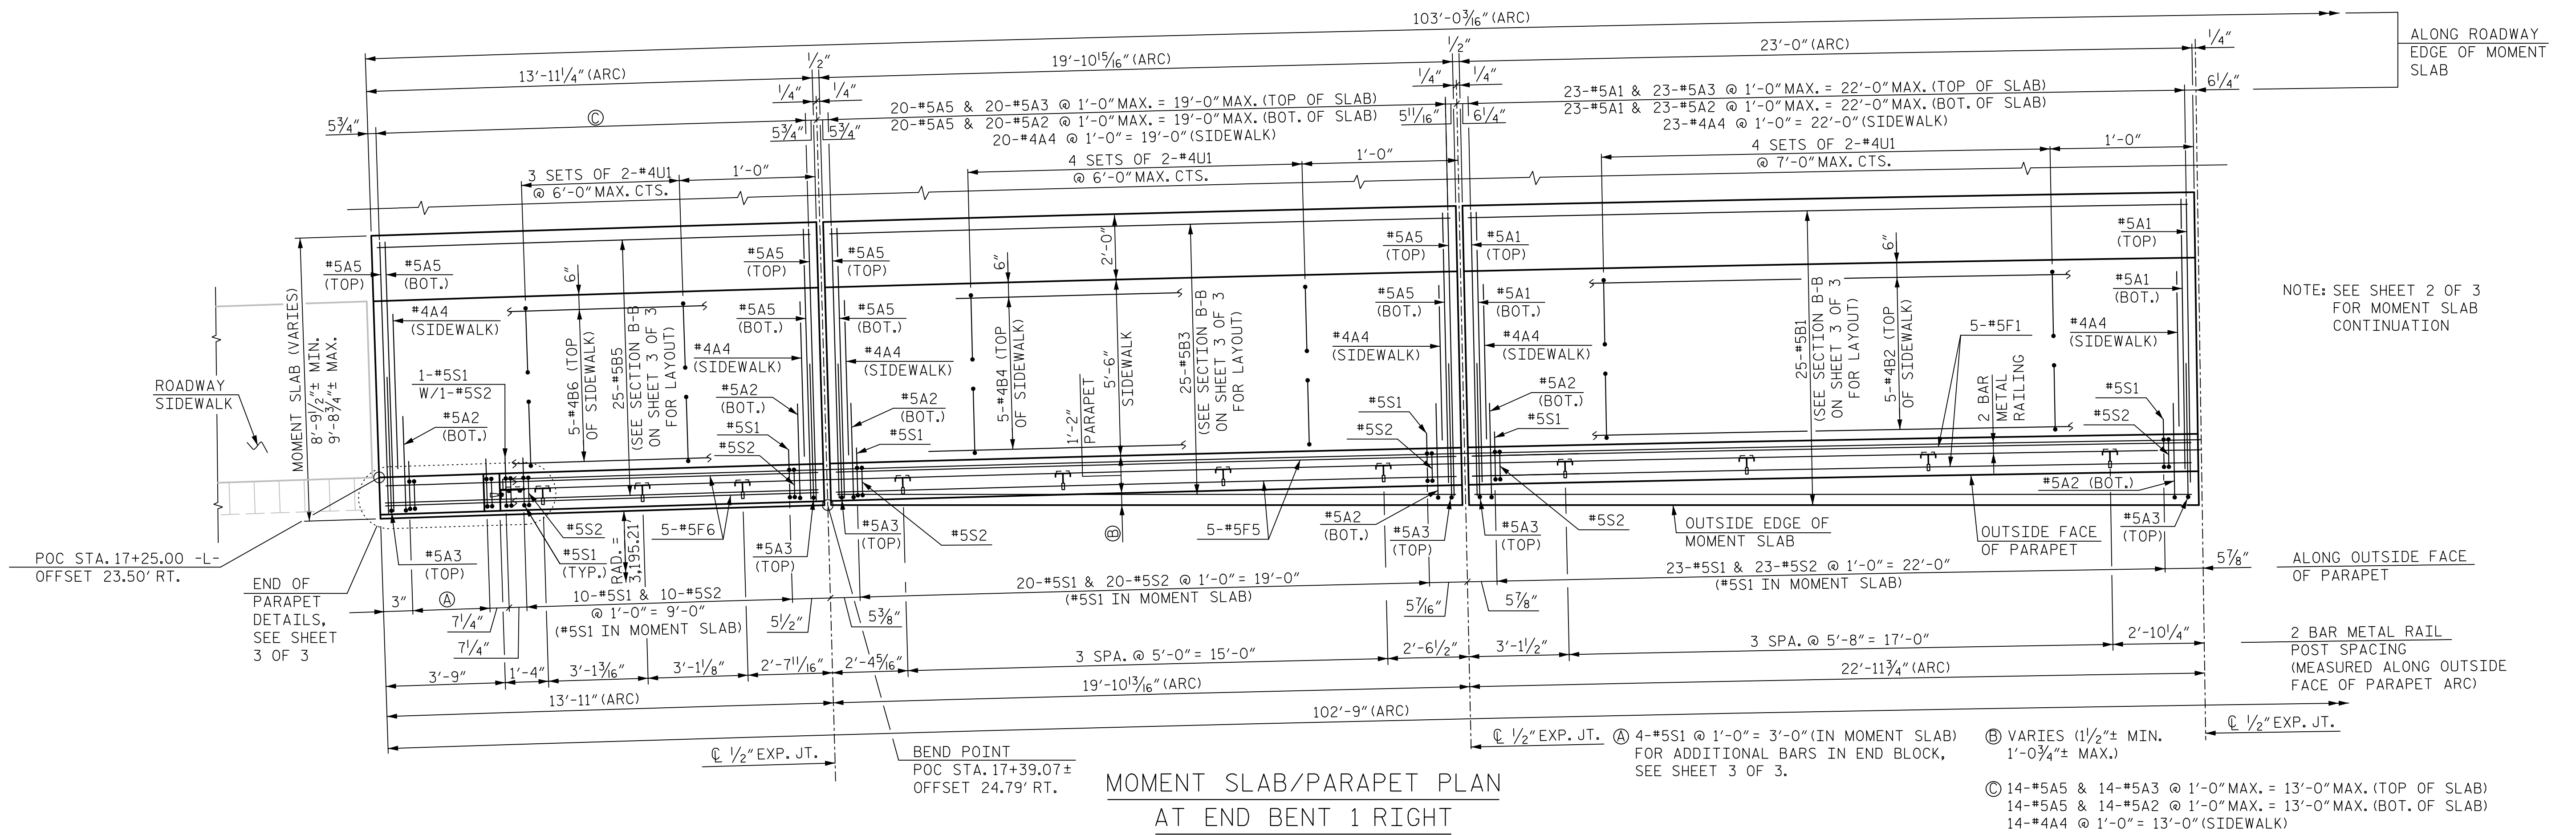 103'-0 3/16" (ARC)
ALONG ROADWAY
EDGE OF MOMENT
SLAB
13'-11 1/4" (ARC)
1/2"
19'-10 15/16" (ARC)
1/2"
23'-0" (ARC)
1/4"
1/4"
1/4"
1/4"
1/4"
5 3/4"
Ⓒ
5 3/4"
5 3/4"
20-#5A5 & 20-#5A3 @ 1'-0" MAX. = 19'-0" MAX. (TOP OF SLAB)
20-#5A5 & 20-#5A2 @ 1'-0" MAX. = 19'-0" MAX. (BOT. OF SLAB)
20-#4A4 @ 1'-0" = 19'-0" (SIDEWALK)
5 11/16"
6 1/4"
23-#5A1 & 23-#5A3 @ 1'-0" MAX. = 22'-0" MAX. (TOP OF SLAB)
23-#5A1 & 23-#5A2 @ 1'-0" MAX. = 22'-0" MAX. (BOT. OF SLAB)
23-#4A4 @ 1'-0" = 22'-0" (SIDEWALK)
6 1/4"
3 SETS OF 2-#4U1
@ 6'-0" MAX. CTS.
1'-0"
4 SETS OF 2-#4U1
@ 6'-0" MAX. CTS.
1'-0"
4 SETS OF 2-#4U1
@ 7'-0" MAX. CTS.
1'-0"
MOMENT SLAB (VARIES)
8'-9 1/2"± MIN.
9'-8 3/4"± MAX.
#5A5
(TOP)
#5A5
(BOT.)
#4A4
(SIDEWALK)
1-#5S1
W/1-#5S2
#5A2
(BOT.)
6"
5-#4B6 (TOP
OF SIDEWALK)
25-#5B5
(SEE SECTION B-B
ON SHEET 3 OF 3
FOR LAYOUT)
#5A5
(TOP)
#5A5
(BOT.)
#4A4
(SIDEWALK)
#5A2
(BOT.)
#5S1
#5S2
#5A5
(TOP)
#5A5
(BOT.)
#4A4
(SIDEWALK)
#5A2
(BOT.)
#5S1
6"
5-#4B4 (TOP
OF SIDEWALK)
1'-2"
PARAPET
2'-0"
5'-6"
SIDEWALK
25-#5B3
(SEE SECTION B-B
ON SHEET 3 OF 3
FOR LAYOUT)
#5A5
(TOP)
#5A5
(BOT.)
#4A4
(SIDEWALK)
#5S1
#5S2
#5A1
(TOP)
#5A1
(BOT.)
#4A4
(SIDEWALK)
#5A2
(BOT.)
#5S1
25-#5B1
(SEE SECTION B-B
ON SHEET 3 OF 3
FOR LAYOUT)
6"
5-#4B2 (TOP
OF SIDEWALK)
5-#5F1
2 BAR
METAL
RAILING
#5A1
(TOP)
#5A1
(BOT.)
#4A4
(SIDEWALK)
#5S1
#5S2
#5A2 (BOT.)
NOTE: SEE SHEET 2 OF 3
FOR MOMENT SLAB
CONTINUATION
ROADWAY
SIDEWALK
POC STA. 17+25.00 -L-
OFFSET 23.50' RT.
#5A3
(TOP)
#5S2
#5S1
(TYP.)
RAD. =
3,195.21'
5-#5F6
#5A3
(TOP)
#5A3
(TOP)
#5S2
Ⓑ
5-#5F5
#5A2
(BOT.)
#5A3
(TOP)
#5A3
(TOP)
#5S2
OUTSIDE EDGE OF
MOMENT SLAB
OUTSIDE FACE
OF PARAPET
#5A3
(TOP)
END OF
PARAPET
DETAILS,
SEE SHEET
3 OF 3
3"
Ⓐ
7 1/4"
7 1/4"
10-#5S1 & 10-#5S2
@ 1'-0" = 9'-0"
(#5S1 IN MOMENT SLAB)
5 1/2"
5 3/8"
20-#5S1 & 20-#5S2 @ 1'-0" = 19'-0"
(#5S1 IN MOMENT SLAB)
5 7/16"
5 7/8"
23-#5S1 & 23-#5S2 @ 1'-0" = 22'-0"
(#5S1 IN MOMENT SLAB)
5 7/8"
ALONG OUTSIDE FACE
OF PARAPET
3'-9"
1'-4"
3'-1 3/16"
3'-1 1/8"
2'-7 11/16"
2'-4 5/16"
3 SPA. @ 5'-0" = 15'-0"
2'-6 1/2"
3'-1 1/2"
3 SPA. @ 5'-8" = 17'-0"
2'-10 1/4"
2 BAR METAL RAIL
POST SPACING
(MEASURED ALONG OUTSIDE
FACE OF PARAPET ARC)
13'-11" (ARC)
19'-10 13/16" (ARC)
22'-11 3/4" (ARC)
102'-9" (ARC)
℄ 1/2" EXP. JT.
℄ 1/2" EXP. JT.
℄ 1/2" EXP. JT.
BEND POINT
POC STA. 17+39.07±
OFFSET 24.79' RT.
Ⓐ 4-#5S1 @ 1'-0" = 3'-0" (IN MOMENT SLAB)
FOR ADDITIONAL BARS IN END BLOCK,
SEE SHEET 3 OF 3.
Ⓑ VARIES (1 1/2"± MIN.
1'-0 3/4"± MAX.)
Ⓒ 14-#5A5 & 14-#5A3 @ 1'-0" MAX. = 13'-0" MAX. (TOP OF SLAB)
14-#5A5 & 14-#5A2 @ 1'-0" MAX. = 13'-0" MAX. (BOT. OF SLAB)
14-#4A4 @ 1'-0" = 13'-0" (SIDEWALK)
MOMENT SLAB/PARAPET PLAN
AT END BENT 1 RIGHT